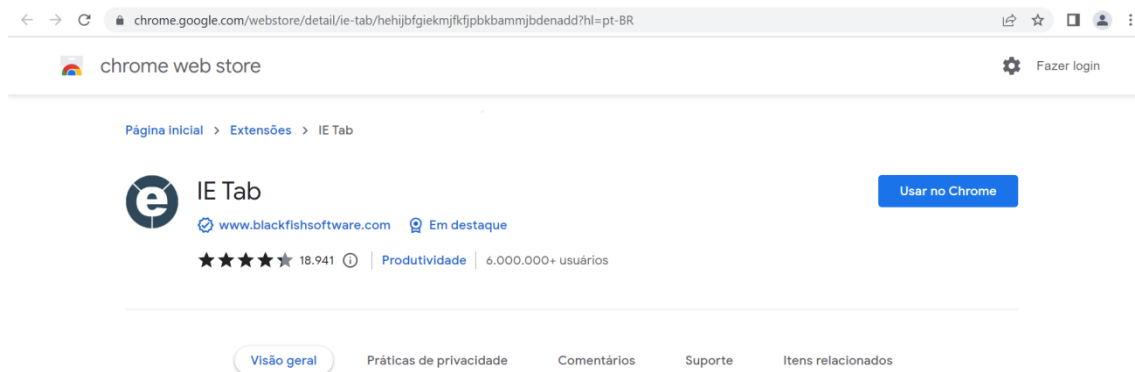 chrome.google.com/webstore/detail/ie-tab/hehijbfgiekmjfkfjpbkbammjbdenadd?hl=pt-BR
chrome web store
Fazer login
Página inicial > Extensões > IE Tab
IE Tab
Usar no Chrome
www.blackfishsoftware.com Em destaque
18.941 Produtividade 6.000.000+ usuários
Visão geral Práticas de privacidade Comentários Suporte Itens relacionados